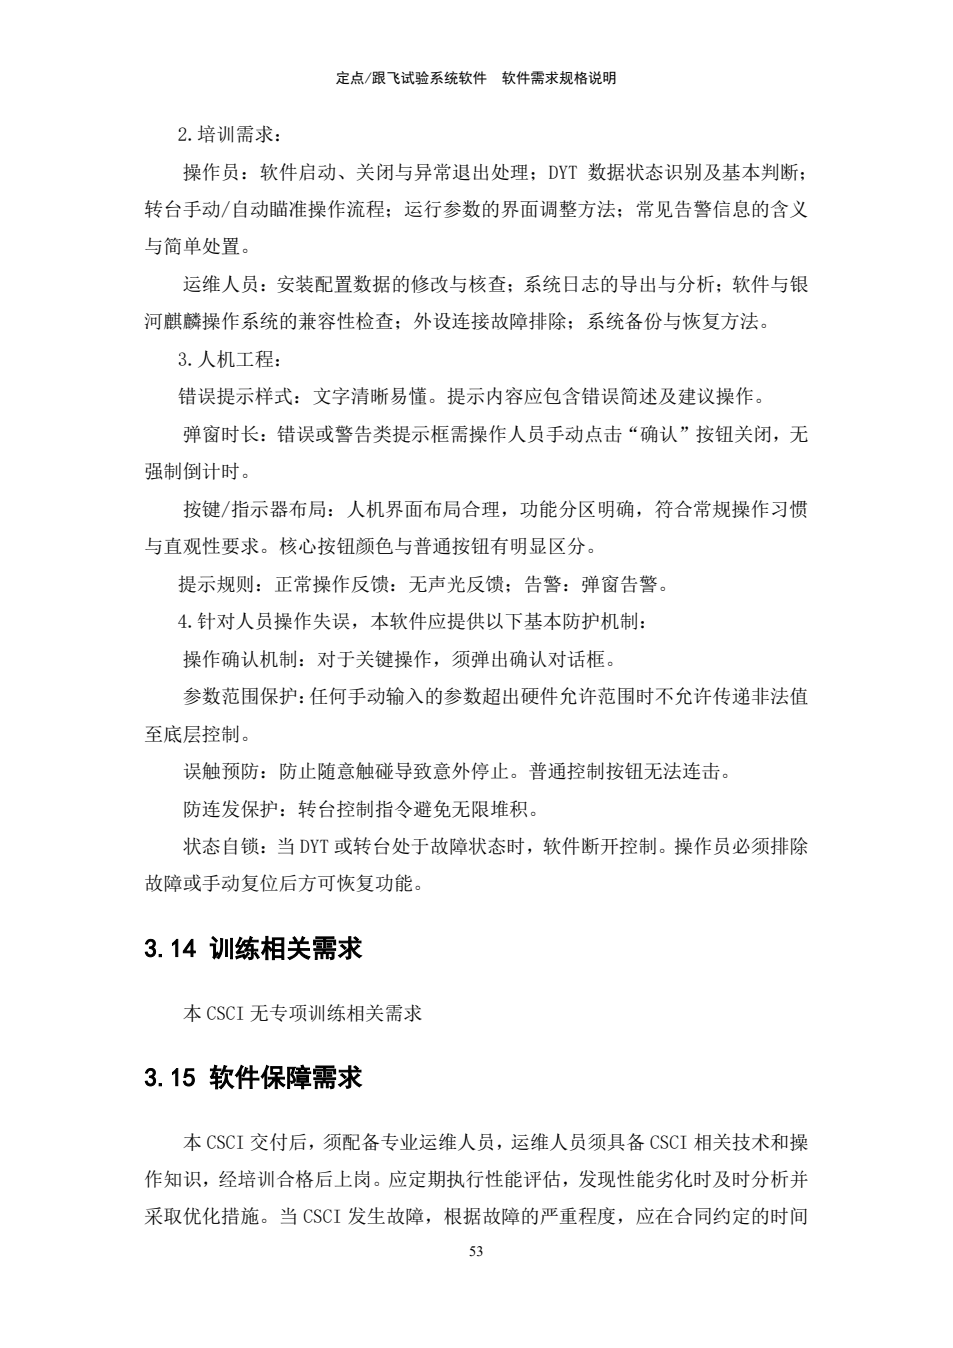 定点/跟飞试验系统软件　软件需求规格说明
2.培训需求：
操作员：软件启动、关闭与异常退出处理；DYT 数据状态识别及基本判断；
转台手动/自动瞄准操作流程；运行参数的界面调整方法；常见告警信息的含义
与简单处置。
运维人员：安装配置数据的修改与核查；系统日志的导出与分析；软件与银
河麒麟操作系统的兼容性检查；外设连接故障排除；系统备份与恢复方法。
3.人机工程：
错误提示样式：文字清晰易懂。提示内容应包含错误简述及建议操作。
弹窗时长：错误或警告类提示框需操作人员手动点击“确认”按钮关闭，无
强制倒计时。
按键/指示器布局：人机界面布局合理，功能分区明确，符合常规操作习惯
与直观性要求。核心按钮颜色与普通按钮有明显区分。
提示规则：正常操作反馈：无声光反馈；告警：弹窗告警。
4.针对人员操作失误，本软件应提供以下基本防护机制：
操作确认机制：对于关键操作，须弹出确认对话框。
参数范围保护：任何手动输入的参数超出硬件允许范围时不允许传递非法值
至底层控制。
误触预防：防止随意触碰导致意外停止。普通控制按钮无法连击。
防连发保护：转台控制指令避免无限堆积。
状态自锁：当 DYT 或转台处于故障状态时，软件断开控制。操作员必须排除
故障或手动复位后方可恢复功能。
3.14 训练相关需求
本 CSCI 无专项训练相关需求
3.15 软件保障需求
本 CSCI 交付后，须配备专业运维人员，运维人员须具备 CSCI 相关技术和操
作知识，经培训合格后上岗。应定期执行性能评估，发现性能劣化时及时分析并
采取优化措施。当 CSCI 发生故障，根据故障的严重程度，应在合同约定的时间
53